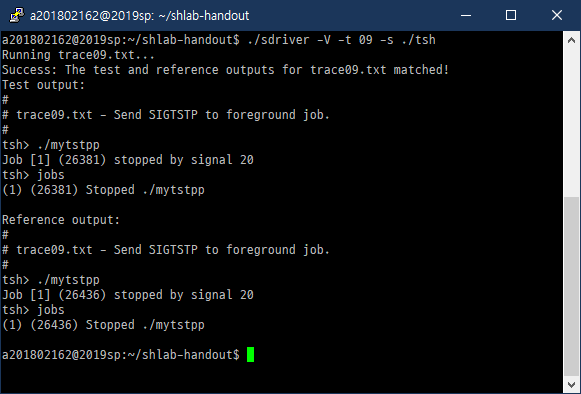 a201802162@2019sp: ~/shlab-handout
a201802162@2019sp:~/shlab-handout$ ./sdriver -V -t 09 -s ./tsh
Running trace09.txt...
Success: The test and reference outputs for trace09.txt matched!
Test output:
#
# trace09.txt - Send SIGTSTP to foreground job.
#
tsh> ./mytstpp
Job [1] (26381) stopped by signal 20
tsh> jobs
(1) (26381) Stopped ./mytstpp

Reference output:
#
# trace09.txt - Send SIGTSTP to foreground job.
#
tsh> ./mytstpp
Job [1] (26436) stopped by signal 20
tsh> jobs
(1) (26436) Stopped ./mytstpp

a201802162@2019sp:~/shlab-handout$